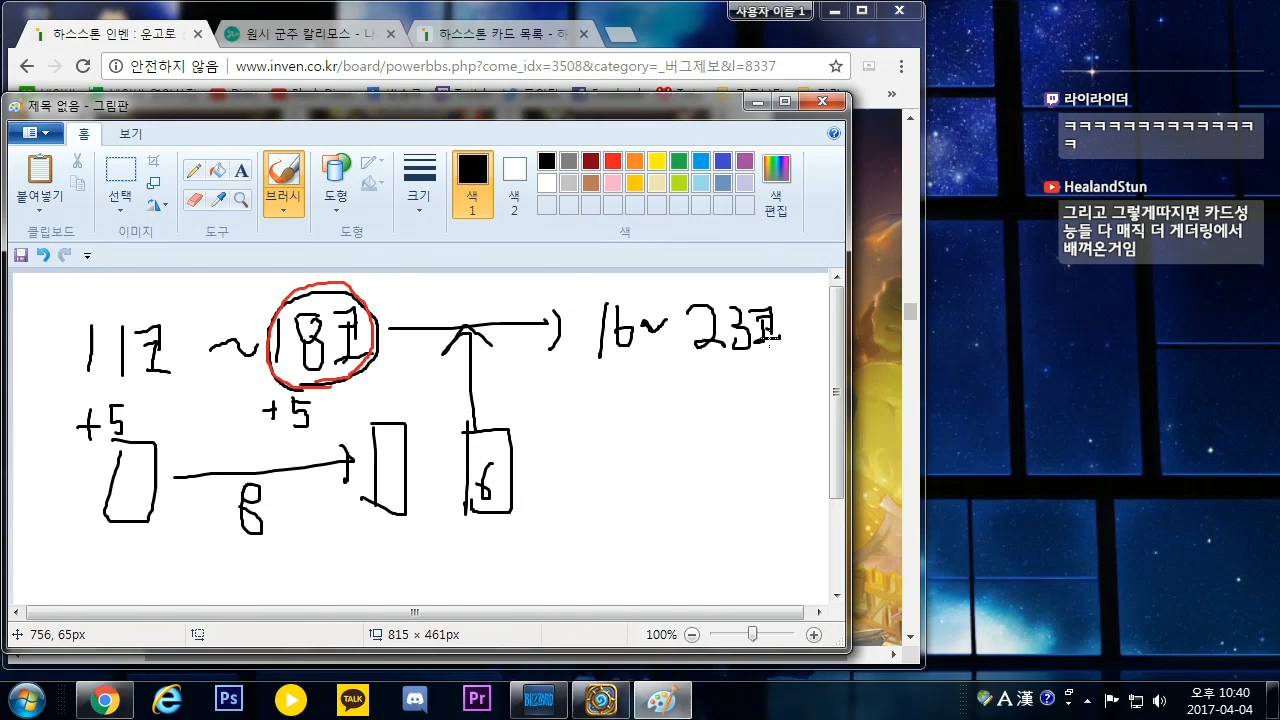 사용자 이름 1
하스스톤 인벤 : 운고로
원시 군주 칼리모스 - 나
하스스톤 카드 목록 - 하
안전하지 않음
www.inven.co.kr/board/powerbbs.php?come_idx=3508&category=_버그제보&l=8337
제목 없음 - 그림판
홈 보기
붙여넣기
선택
브러시
도형
크기
색 1
색 2
색 편집
클립보드
이미지
도구
도형
색
11코 ~ 18코 16~ 23코
+5 +5
8 6
756, 65px
815 × 461px
100%
라이라이더
ㅋㅋㅋㅋㅋㅋㅋㅋㅋㅋㅋㅋㅋ
ㅋ
HealandStun
그리고 그렇게따지면 카드성
능들 다 매직 더 게더링에서
배껴온거임
Ps
TALK
Pr
BLIZZARD
A 漢
오후 10:40
2017-04-04